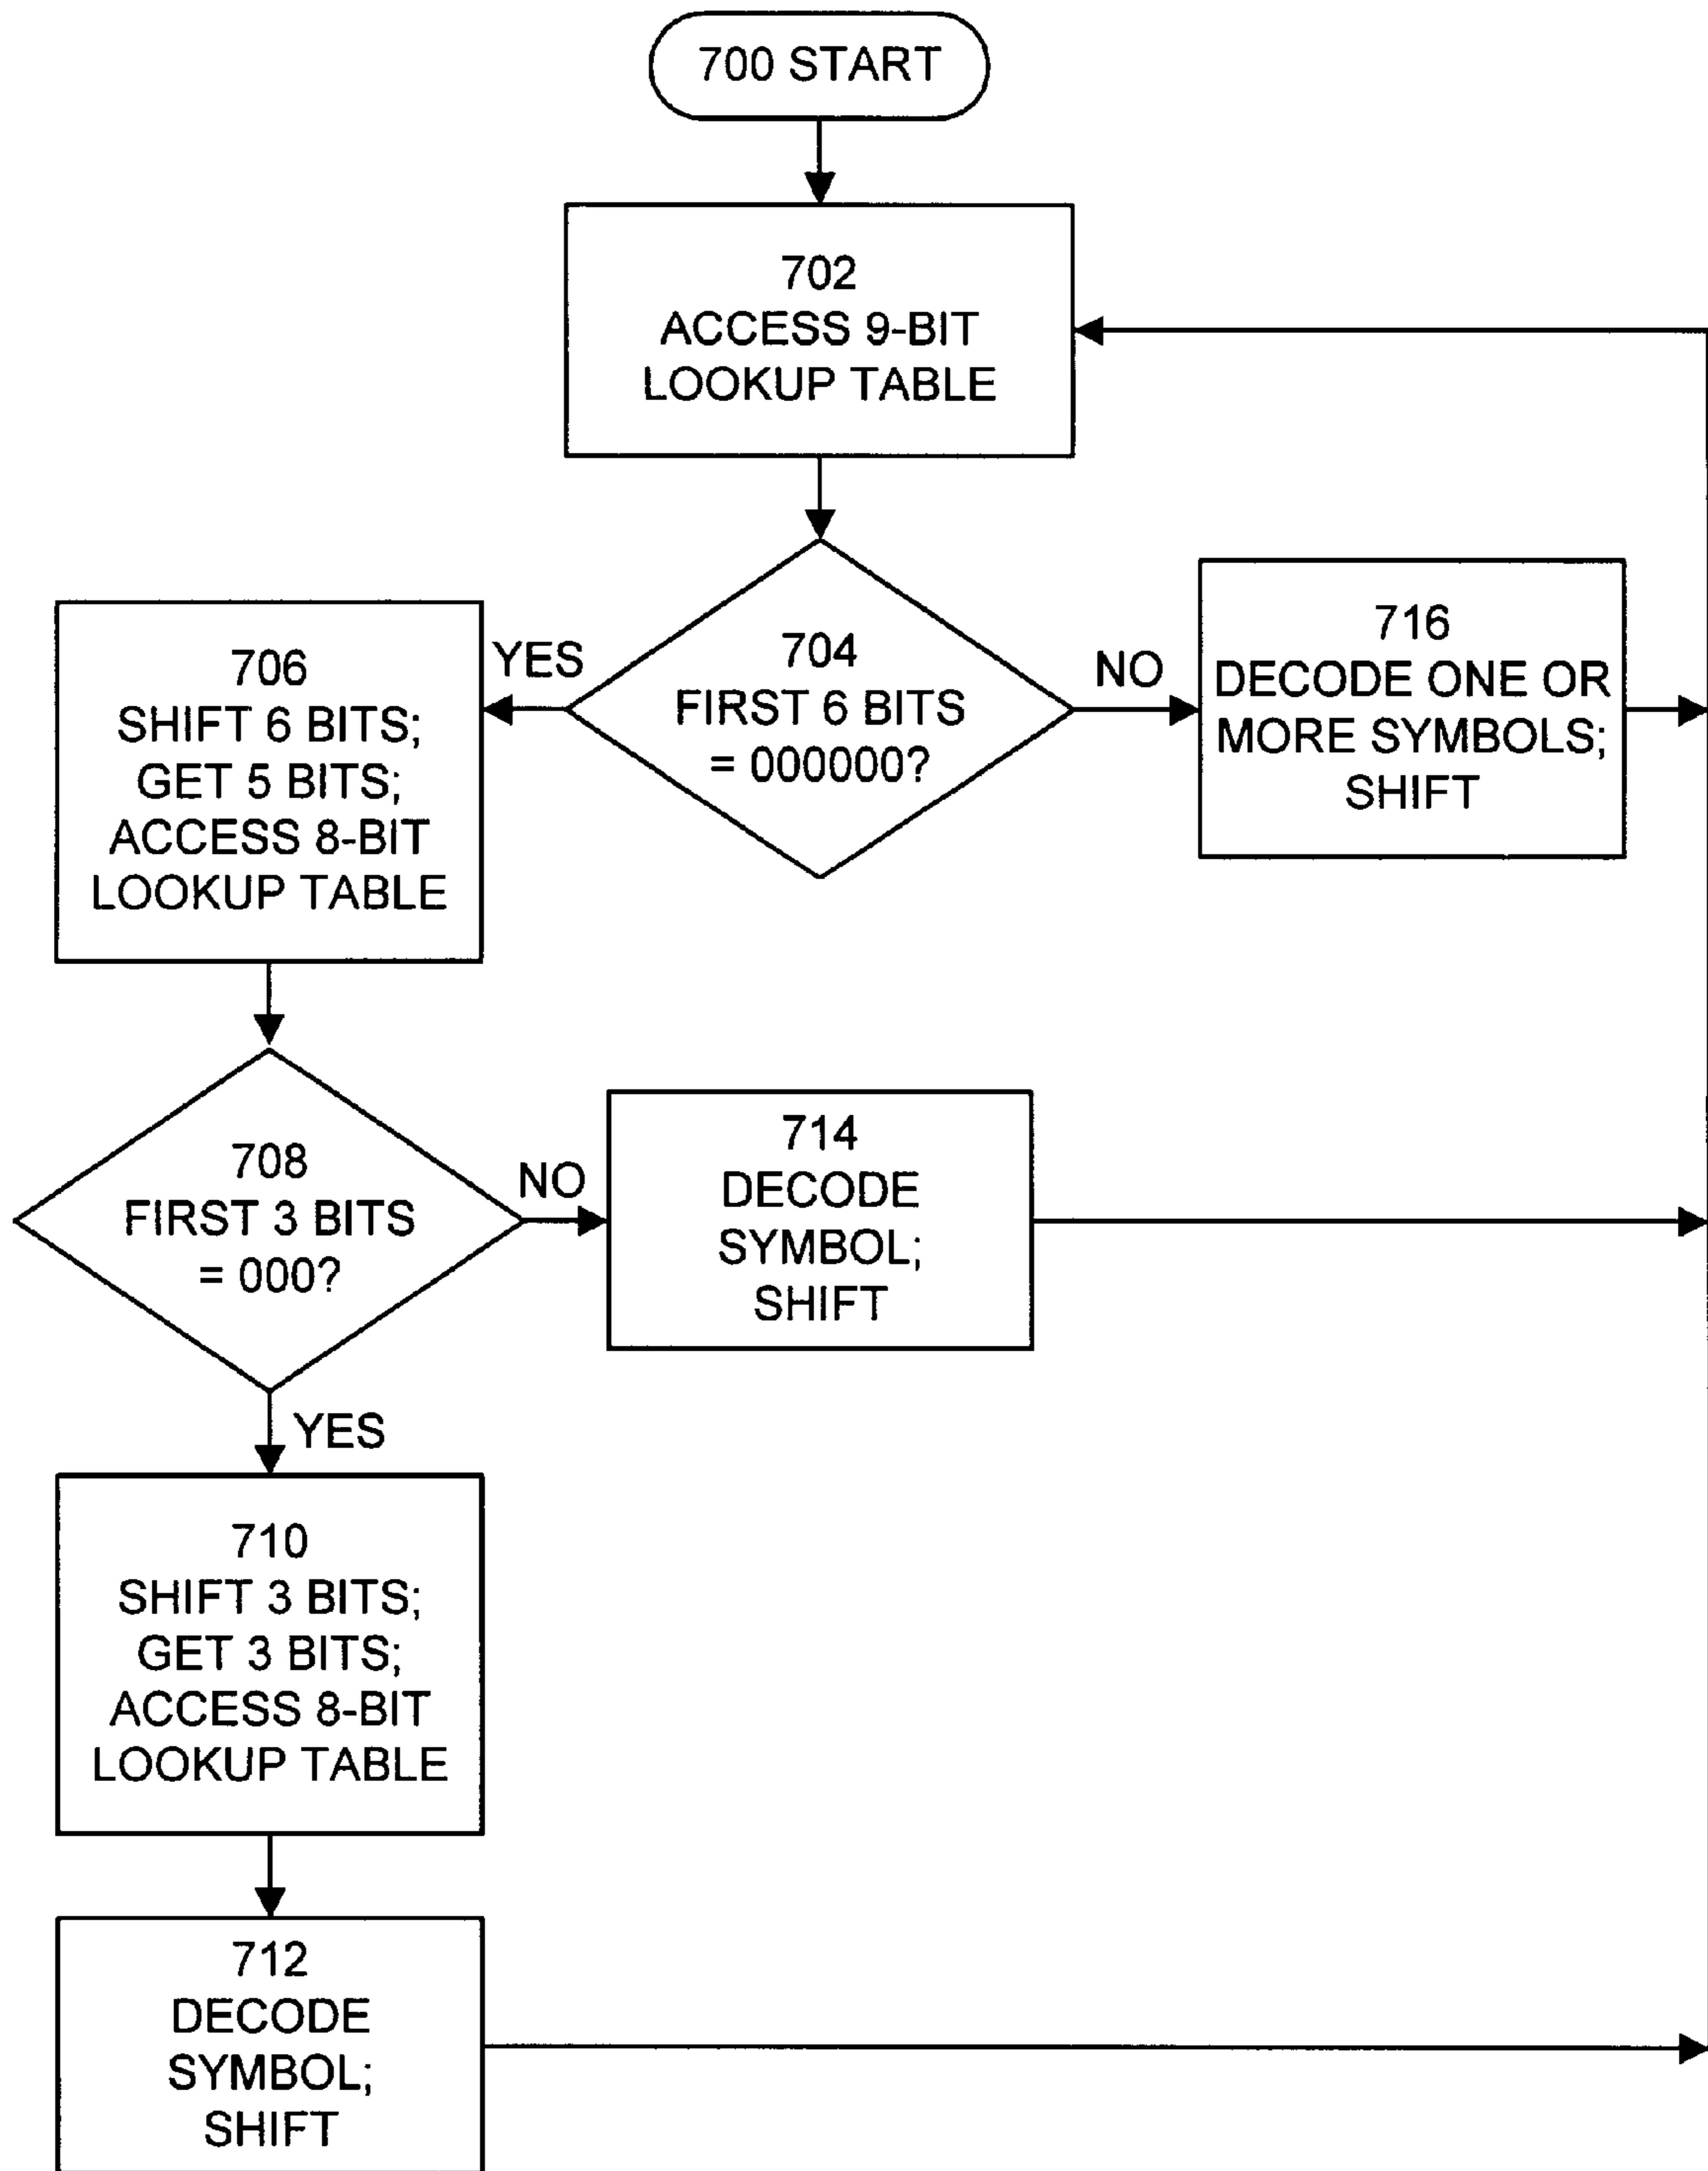 700 START
702
ACCESS 9-BIT
LOOKUP TABLE
704
FIRST 6 BITS
= 000000?
YES
NO
706
SHIFT 6 BITS;
GET 5 BITS;
ACCESS 8-BIT
LOOKUP TABLE
716
DECODE ONE OR
MORE SYMBOLS;
SHIFT
708
FIRST 3 BITS
= 000?
NO
YES
714
DECODE
SYMBOL;
SHIFT
710
SHIFT 3 BITS;
GET 3 BITS;
ACCESS 8-BIT
LOOKUP TABLE
712
DECODE
SYMBOL;
SHIFT